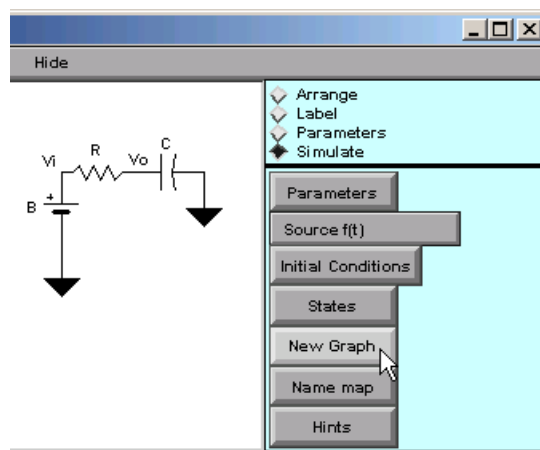 Hide
Arrange
Label
Parameters
Simulate
Vi
R
Vo
C
B
+
Parameters
Source f(t)
Initial Conditions
States
New Graph
Name map
Hints